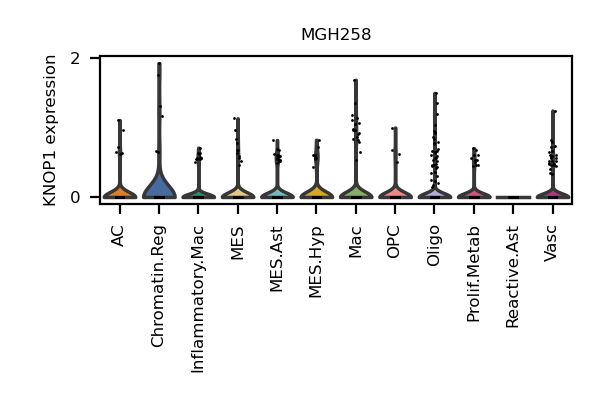 MGH258
KNOP1 expression
2
0
AC
Chromatin.Reg
Inflammatory.Mac
MES
MES.Ast
MES.Hyp
Mac
OPC
Oligo
Prolif.Metab
Reactive.Ast
Vasc